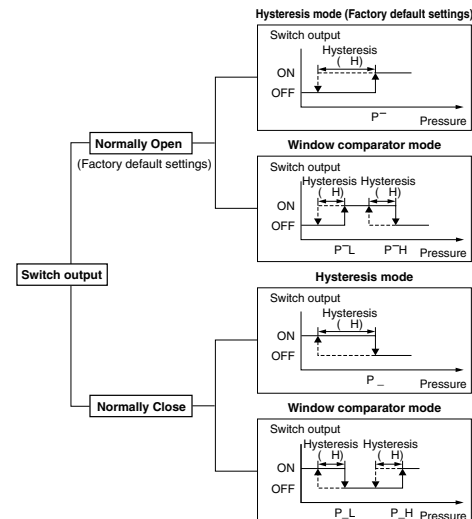 Hysteresis mode (Factory default settings)
Switch output
Hysteresis
( H)
ON
OFF
P¯
Pressure
Normally Open
(Factory default settings)
Window comparator mode
Switch output
Hysteresis Hysteresis
( H) ( H)
ON
OFF
P¯L P¯H Pressure
Switch output
Hysteresis mode
Switch output
Hysteresis
( H)
ON
OFF
P _ Pressure
Normally Close
Window comparator mode
Switch output
Hysteresis Hysteresis
( H) ( H)
ON
OFF
P_L P_H Pressure